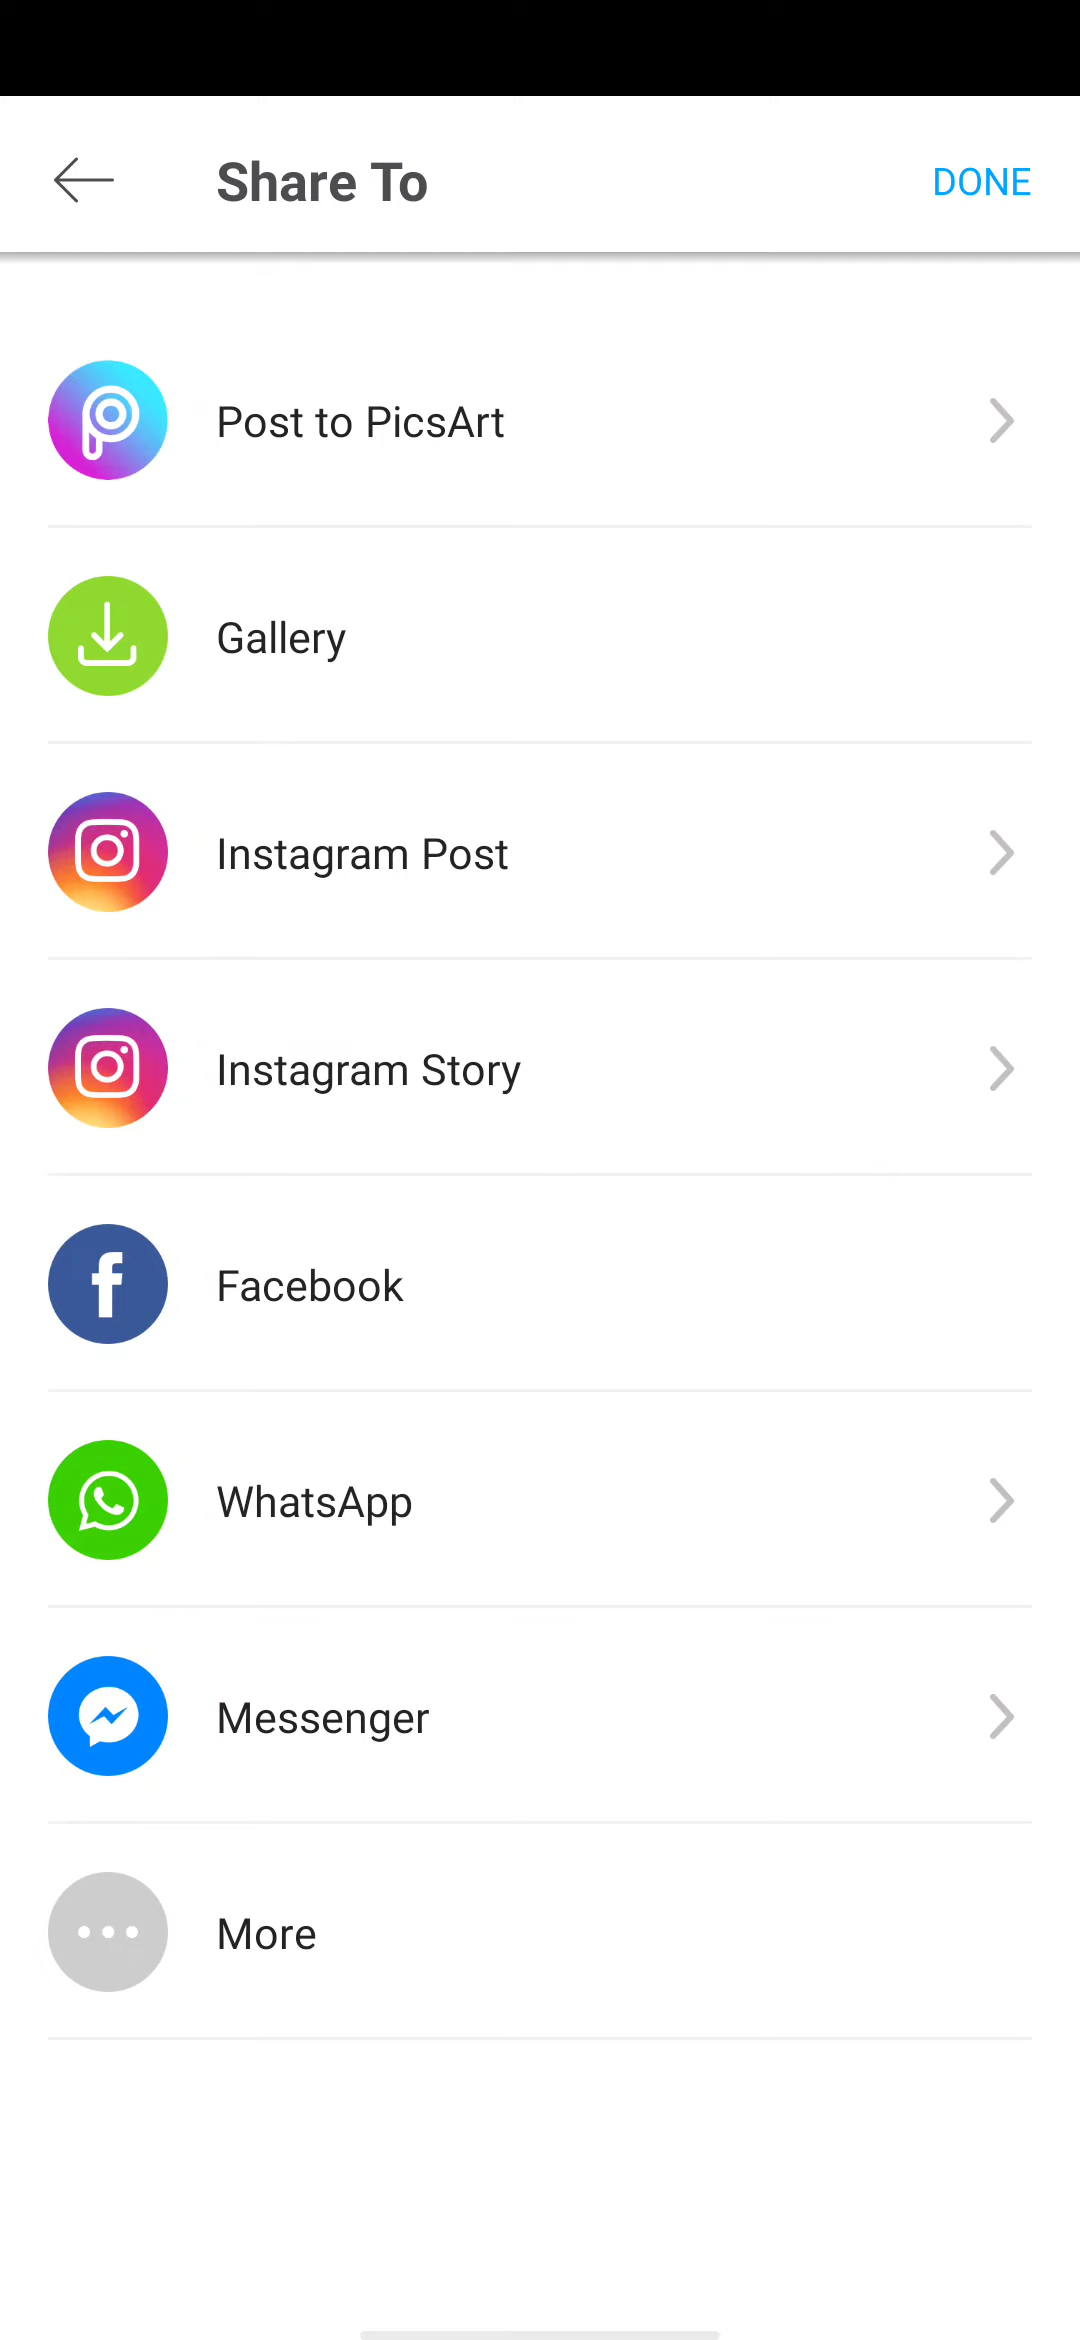 Share To
DONE
Post to PicsArt
Gallery
Instagram Post
Instagram Story
Facebook
WhatsApp
Messenger
More